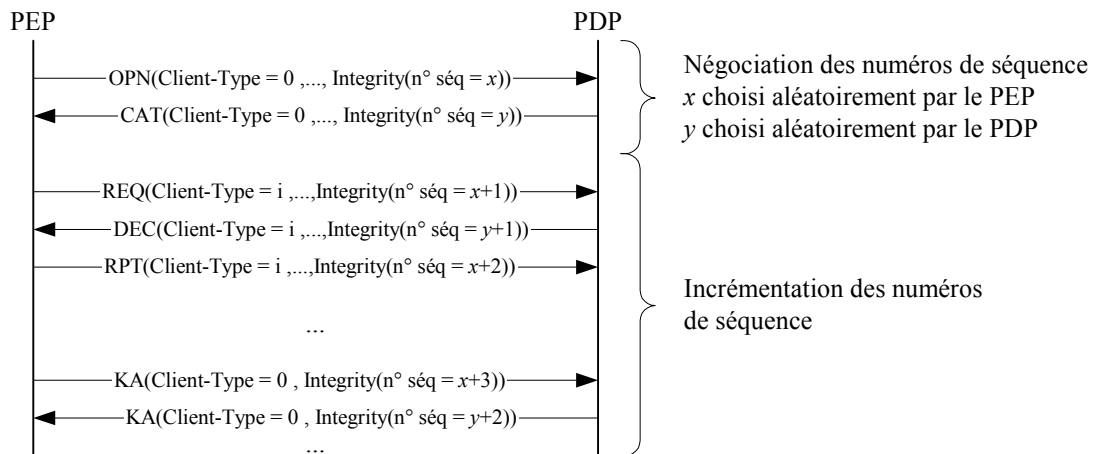 PEP
PDP
OPN(Client-Type = 0 ,..., Integrity(n° séq = x))
CAT(Client-Type = 0 ,..., Integrity(n° séq = y))
Négociation des numéros de séquence
x choisi aléatoirement par le PEP
y choisi aléatoirement par le PDP
REQ(Client-Type = i ,...,Integrity(n° séq = x+1))
DEC(Client-Type = i ,...,Integrity(n° séq = y+1))
RPT(Client-Type = i ,...,Integrity(n° séq = x+2))
...
KA(Client-Type = 0 , Integrity(n° séq = x+3))
KA(Client-Type = 0 , Integrity(n° séq = y+2))
...
Incrémentation des numéros
de séquence